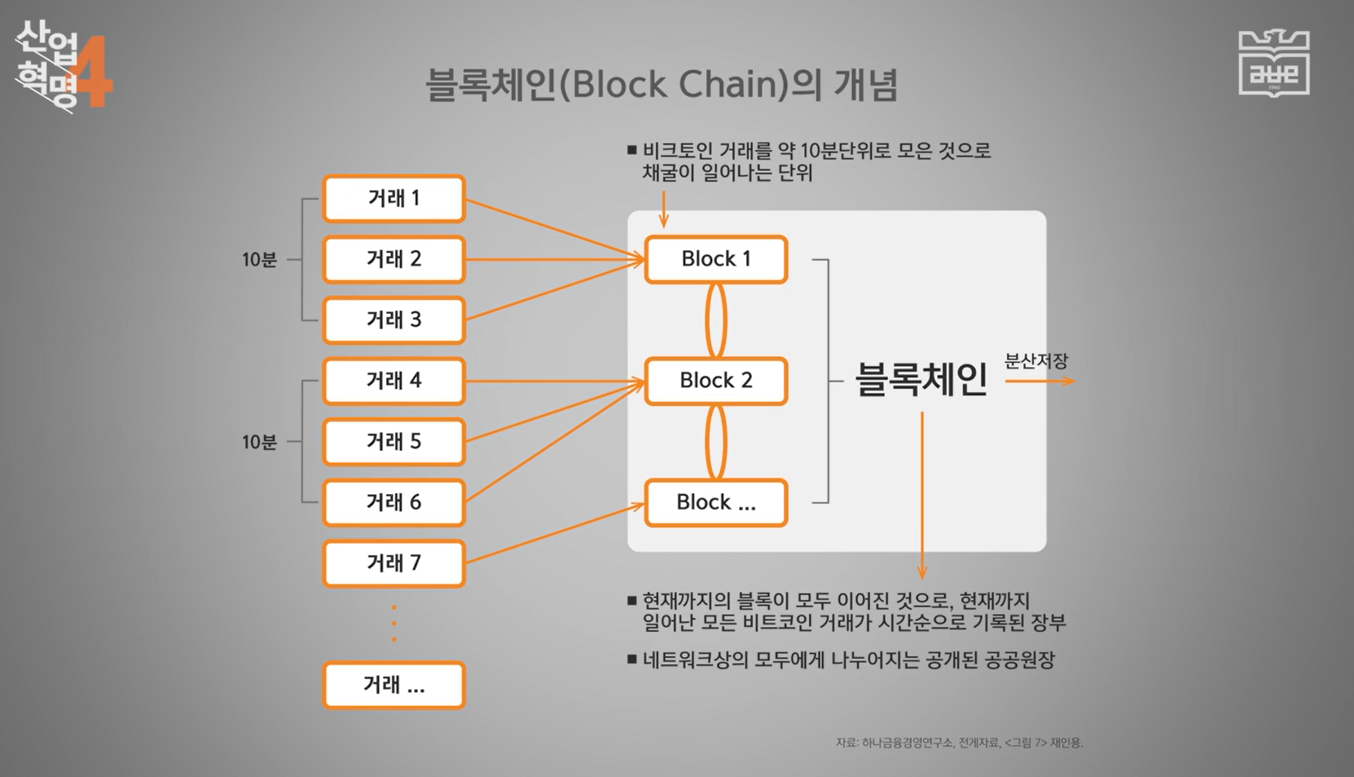 산업
혁명4
블록체인(Block Chain)의 개념
■ 비크토인 거래를 약 10분단위로 모은 것으로
채굴이 일어나는 단위
거래 1
거래 2
거래 3
거래 4
거래 5
거래 6
거래 7
거래 ...
10분
10분
Block 1
Block 2
Block ...
블록체인
분산저장
■ 현재까지의 블록이 모두 이어진 것으로, 현재까지
일어난 모든 비트코인 거래가 시간순으로 기록된 장부
■ 네트워크상의 모두에게 나누어지는 공개된 공공원장
자료: 하나금융경영연구소, 전게자료, <그림 7> 재인용.